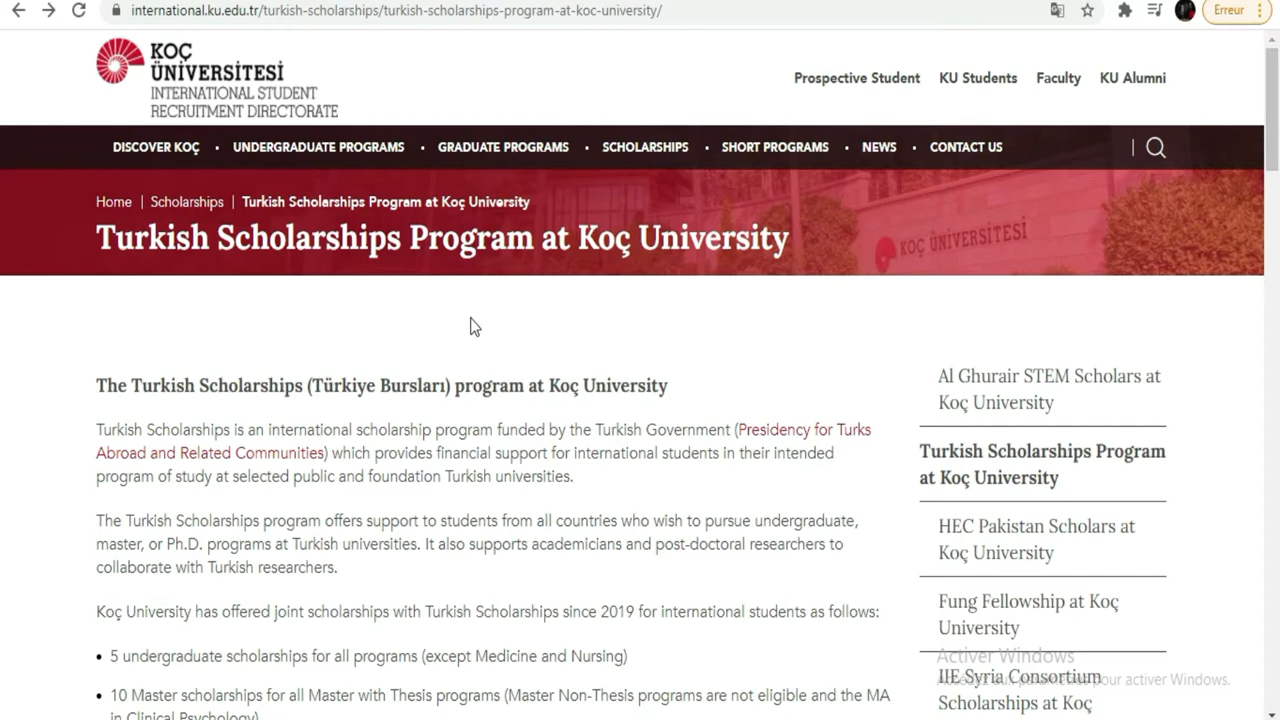 international.ku.edu.tr/turkish-scholarships/turkish-scholarships-program-at-koc-university/
Erreur
KOÇ
ÜNİVERSİTESİ
INTERNATIONAL STUDENT
RECRUITMENT DIRECTORATE
Prospective Student KU Students Faculty KU Alumni
DISCOVER KOÇ • UNDERGRADUATE PROGRAMS • GRADUATE PROGRAMS • SCHOLARSHIPS • SHORT PROGRAMS • NEWS • CONTACT US
Home | Scholarships | Turkish Scholarships Program at Koç University
Turkish Scholarships Program at Koç University
KOÇ ÜNİVERSİTESİ
The Turkish Scholarships (Türkiye Bursları) program at Koç University
Turkish Scholarships is an international scholarship program funded by the Turkish Government (Presidency for Turks
Abroad and Related Communities) which provides financial support for international students in their intended
program of study at selected public and foundation Turkish universities.
The Turkish Scholarships program offers support to students from all countries who wish to pursue undergraduate,
master, or Ph.D. programs at Turkish universities. It also supports academicians and post-doctoral researchers to
collaborate with Turkish researchers.
Koç University has offered joint scholarships with Turkish Scholarships since 2019 for international students as follows:
• 5 undergraduate scholarships for all programs (except Medicine and Nursing)
• 10 Master scholarships for all Master with Thesis programs (Master Non-Thesis programs are not eligible and the MA
in Clinical Psychology)
Al Ghurair STEM Scholars at
Koç University
Turkish Scholarships Program
at Koç University
HEC Pakistan Scholars at
Koç University
Fung Fellowship at Koç
University
Activer Windows
IIE Syria Consortium
Accédez aux paramètres pour activer Windows.
Scholarships at Koç